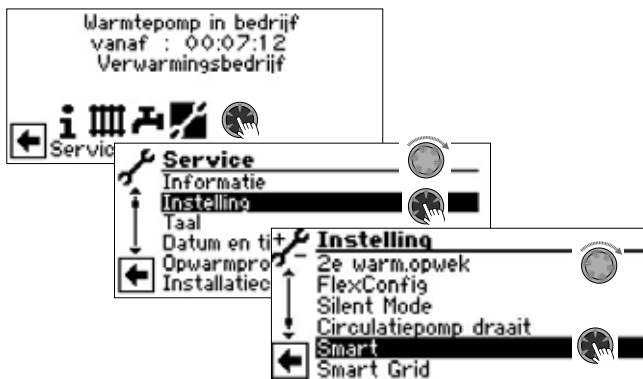 Warmtepomp in bedrijf
vanaf : 00:07:12
Verwarmingsbedrijf
Servic
Service
Informatie
Instelling
Taal
Datum en ti
Opwarmpro
Installatiec
Instelling
2e warm.opwek
FlexConfig
Silent Mode
Circulatiepomp draait
Smart
Smart Grid